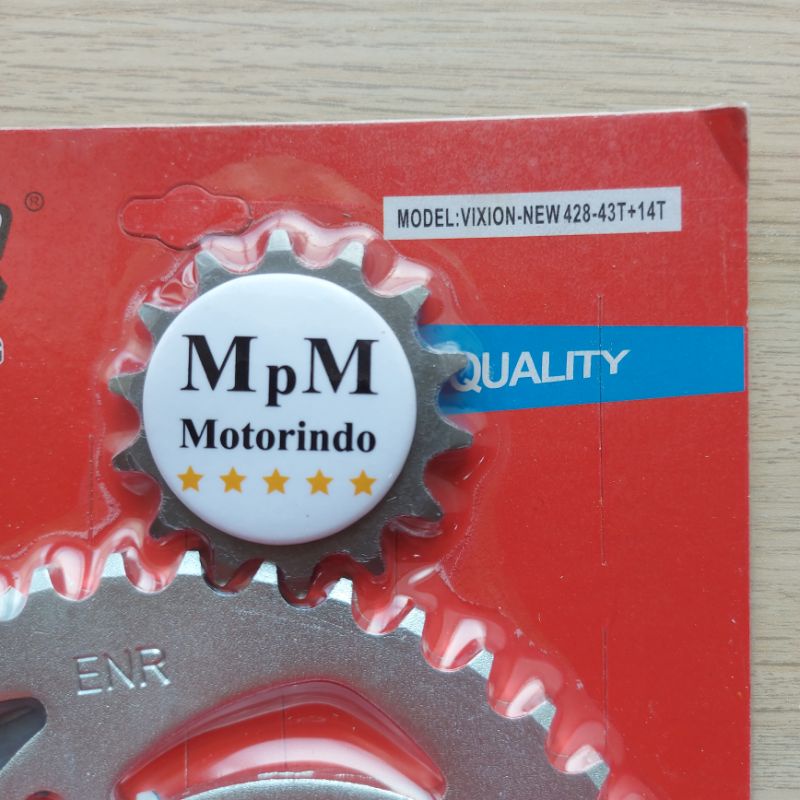 ®
MODEL:VIXION-NEW 428-43T+14T
QUALITY
MpM
Motorindo
ENR